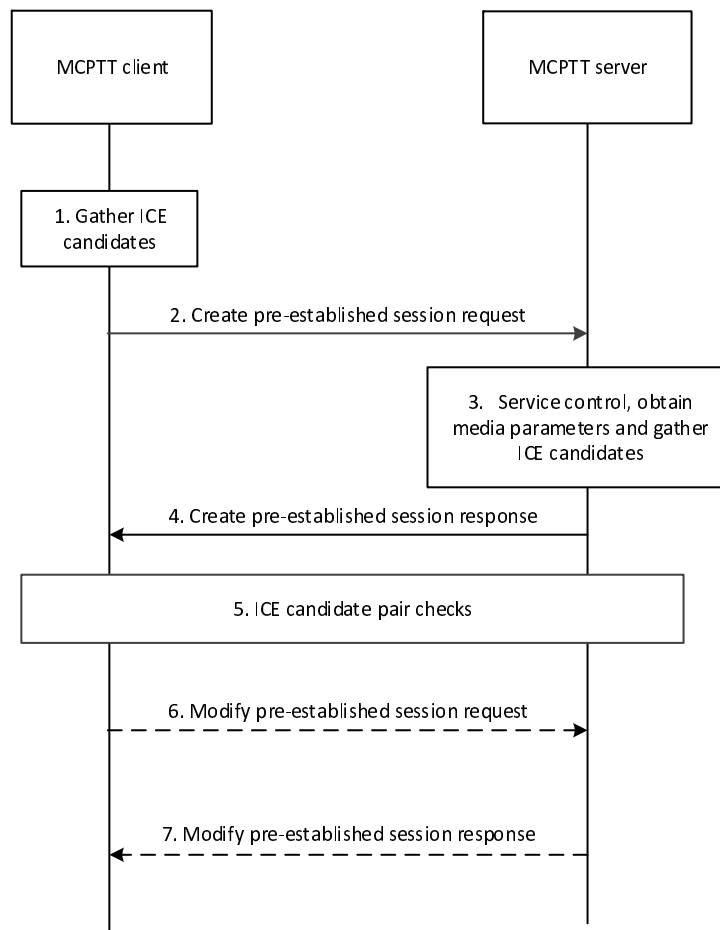 MCPTT client
MCPTT server
1. Gather ICE
candidates
2. Create pre-established session request
3. Service control, obtain
media parameters and gather
ICE candidates
4. Create pre-established session response
5. ICE candidate pair checks
6. Modify pre-established session request
7. Modify pre-established session response